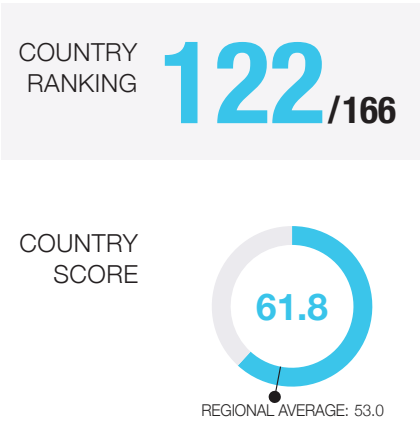 COUNTRY
RANKING
122/166
COUNTRY
SCORE
61.8
REGIONAL AVERAGE: 53.0